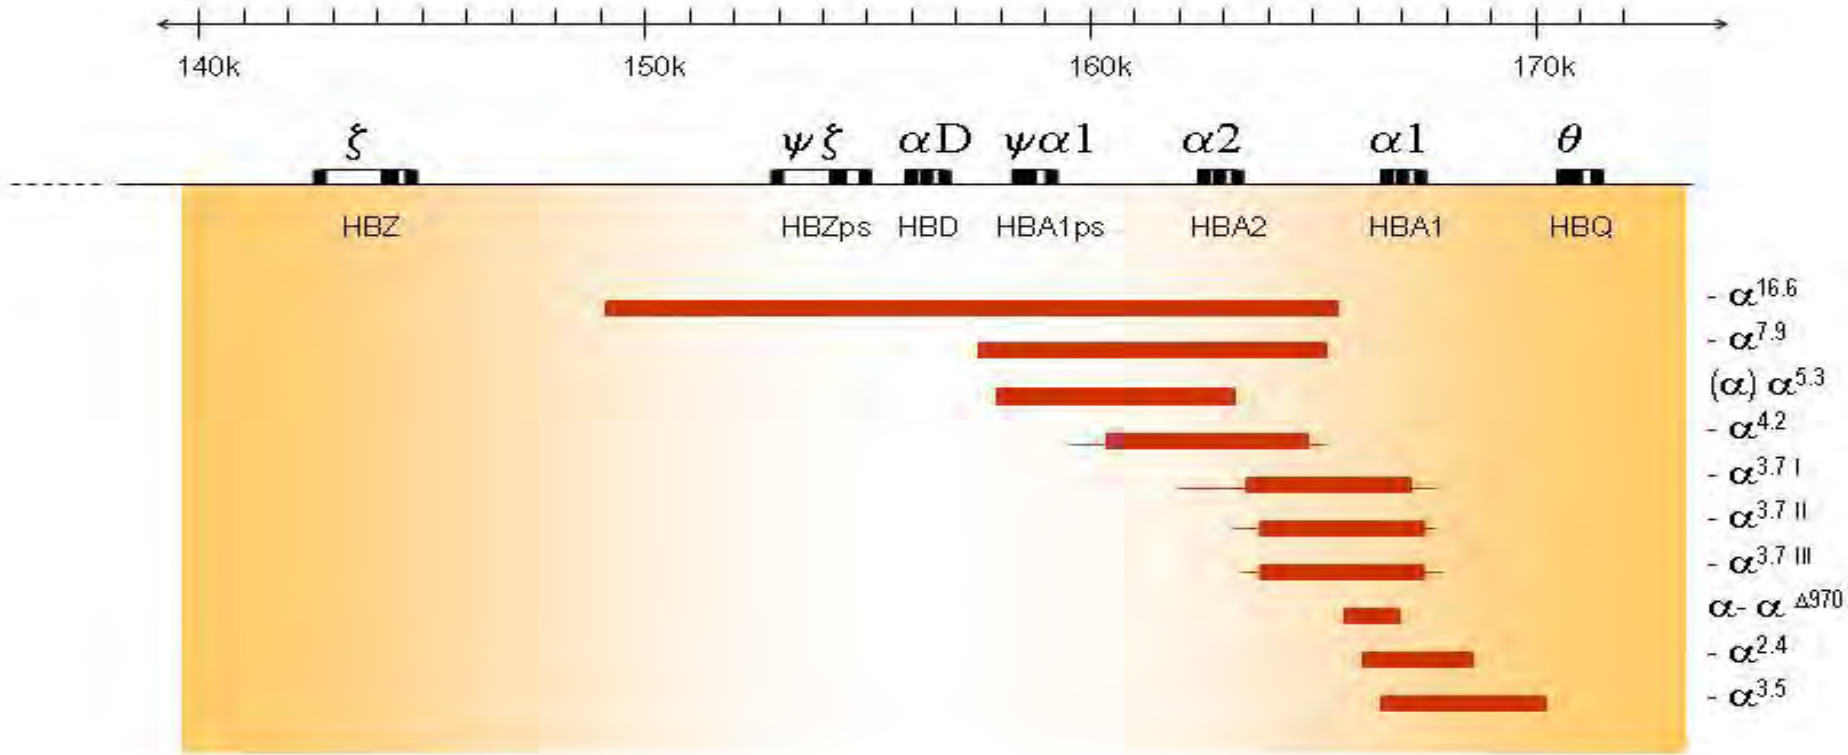 140k 150k 160k 170k
ζ ψζ αD ψα1 α2 α1 θ
HBZ HBZps HBD HBA1ps HBA2 HBA1 HBQ
- α16.6
- α7.9
(α) α5.3
- α4.2
- α3.7 I
- α3.7 II
- α3.7 III
α- α Δ970
- α2.4
- α3.5